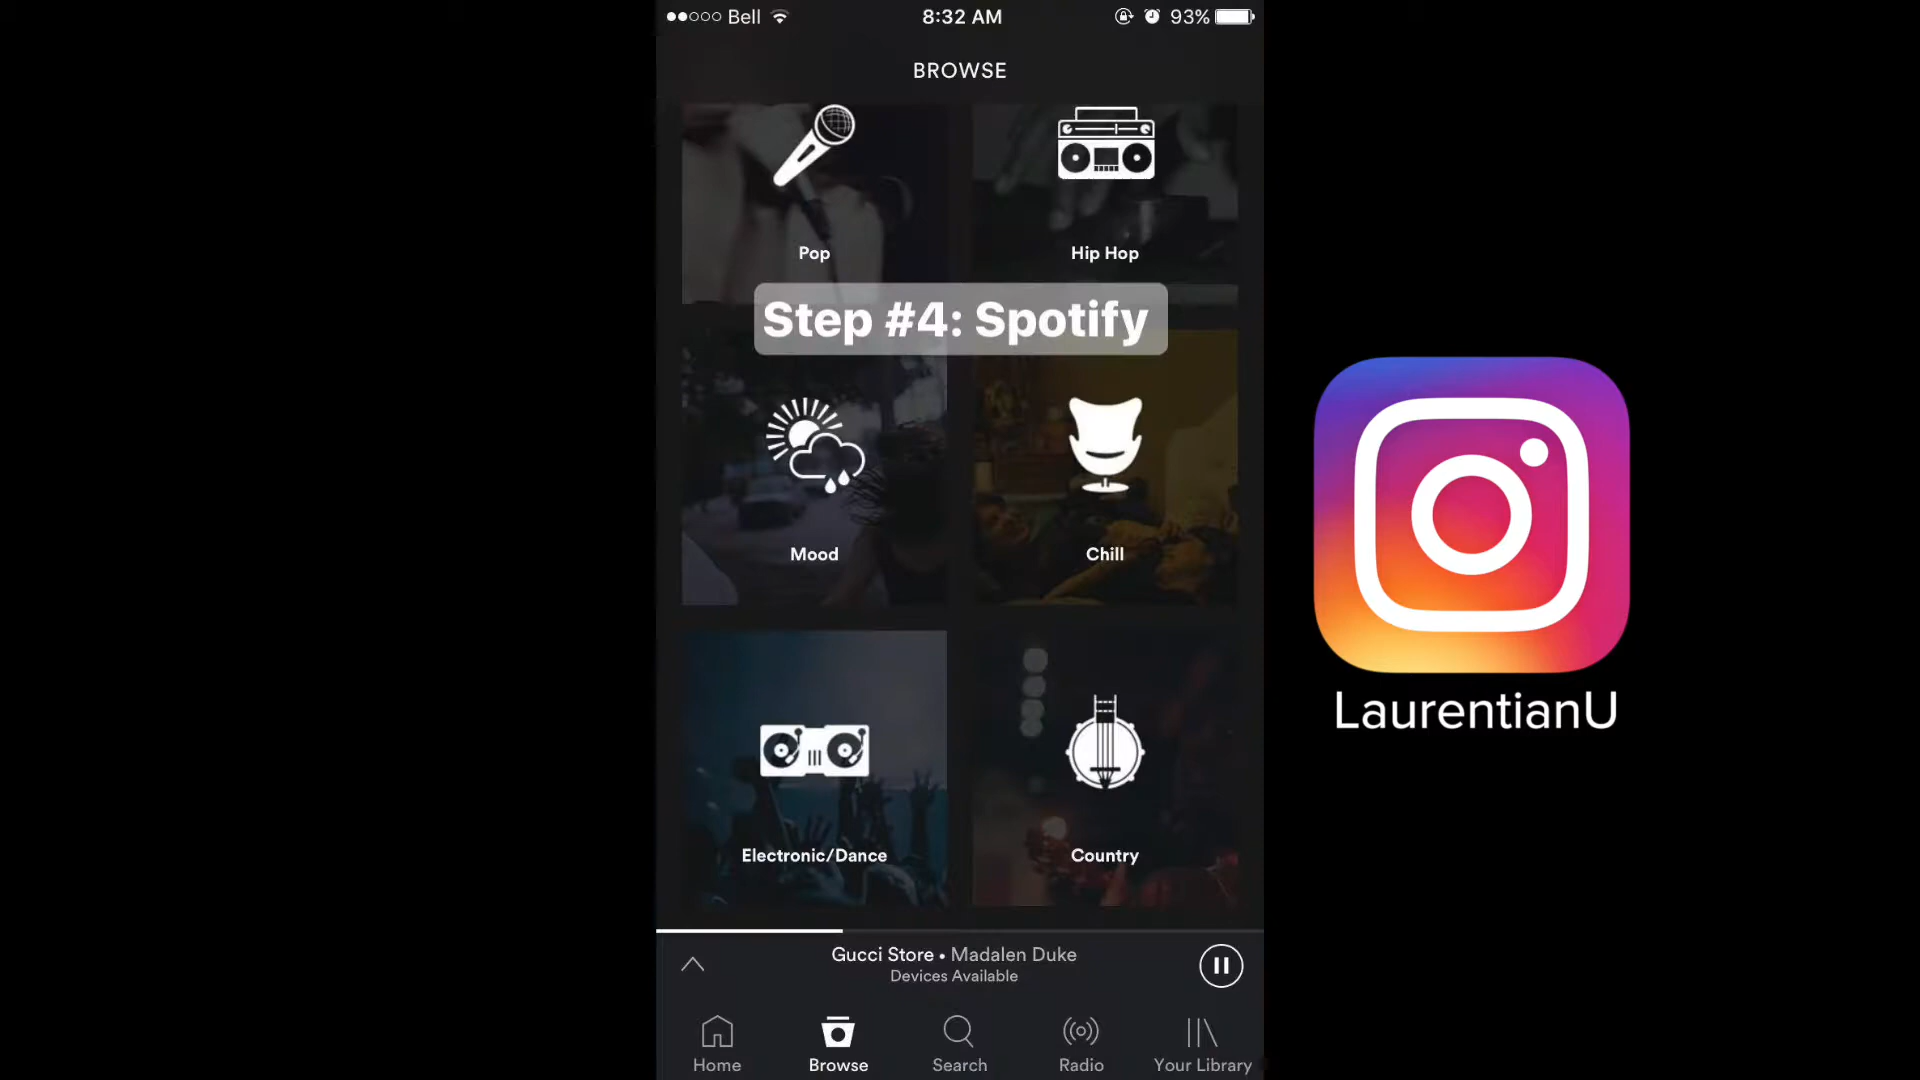 Bell
8:32 AM
93%
BROWSE
Pop
Hip Hop
Step #4: Spotify
Mood
Chill
LaurentianU
Electronic/Dance
Country
Gucci Store • Madalen Duke
Devices Available
Home
Browse
Search
Radio
Your Library